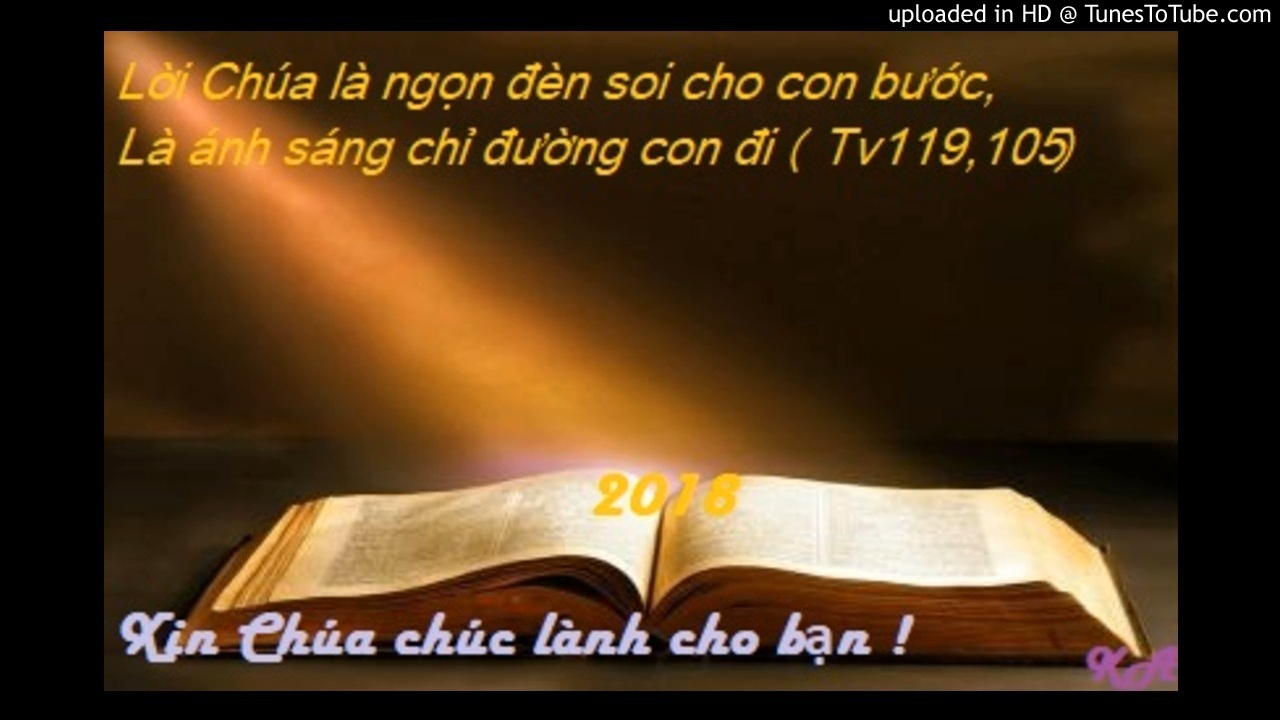 uploaded in HD @ TunesToTube.com
Lời Chúa là ngọn đèn soi cho con bước,
Là ánh sáng chỉ đường con đi ( Tv119,105)
2018
Xin Chúa chúc lành cho bạn !